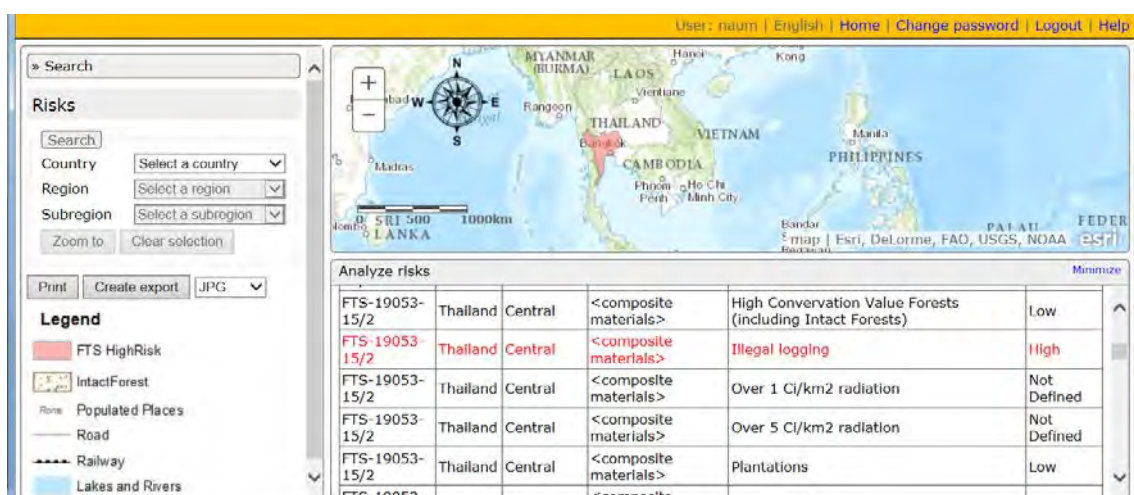 User: naum | English | Home | Change password | Logout | Help
» Search
Risks
Search
Country Select a country
Region Select a region
Subregion Select a subregion
Zoom to Clear selection
Print Create export JPG
Legend
FTS HighRisk
IntactForest
Populated Places
Road
Railway
Lakes and Rivers
+
−
N
W E
S
MYANMAR
(BURMA)
Hanoi
Kong
LAOS
Vientiane
abad
Rangoon
THAILAND
VIETNAM
Manila
Bangkok
Madras
CAMBODIA
PHILIPPINES
Phnom
Penh
Ho Chi
Minh City
0 500 1000km
SRI
LANKA
Bandar
PALAU
FEDER
map | Esri, DeLorme, FAO, USGS, NOAA esri
Analyze risks Minimize
FTS-19053-
15/2 Thailand Central <composite
materials> High Convervation Value Forests
(including Intact Forests) Low
FTS-19053-
15/2 Thailand Central <composite
materials> Illegal logging High
FTS-19053-
15/2 Thailand Central <composite
materials> Over 1 Ci/km2 radiation Not
Defined
FTS-19053-
15/2 Thailand Central <composite
materials> Over 5 Ci/km2 radiation Not
Defined
FTS-19053-
15/2 Thailand Central <composite
materials> Plantations Low